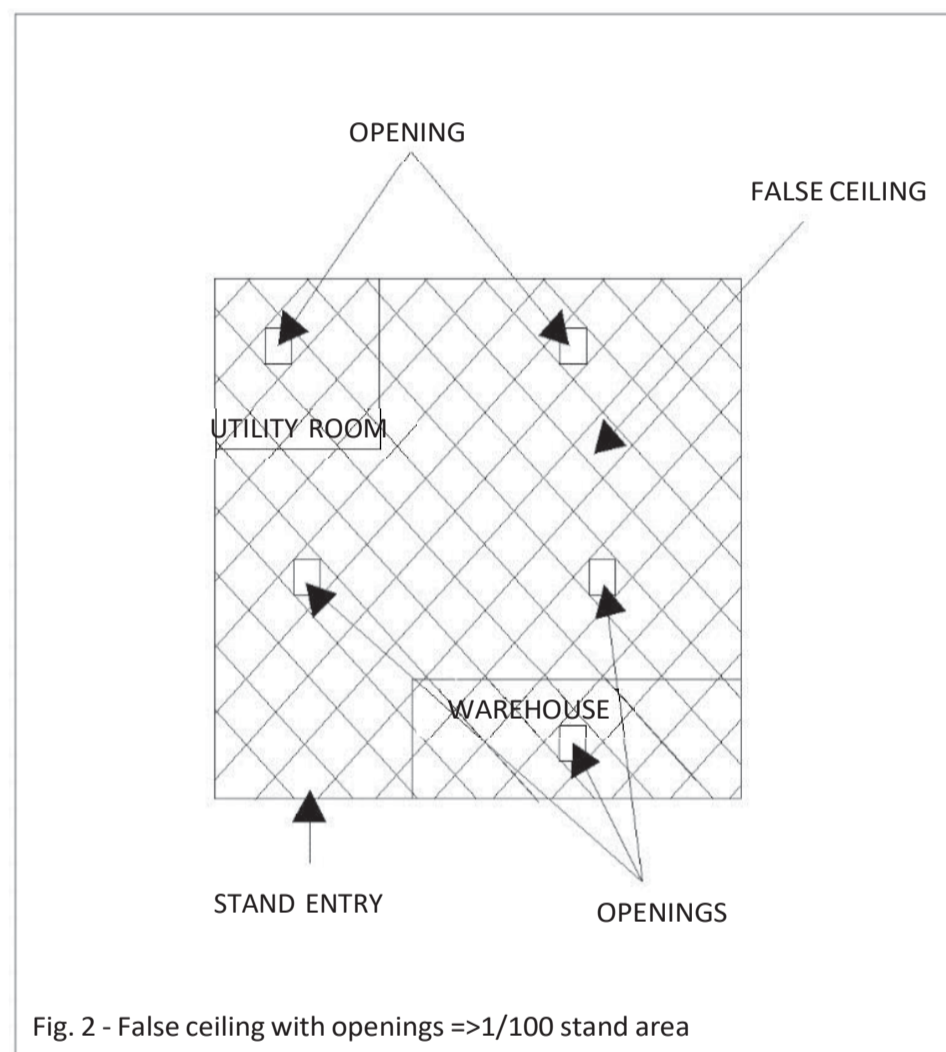 OPENING
FALSE CEILING
UTILITY ROOM
WAREHOUSE
STAND ENTRY
OPENINGS
Fig. 2 - False ceiling with openings =>1/100 stand area